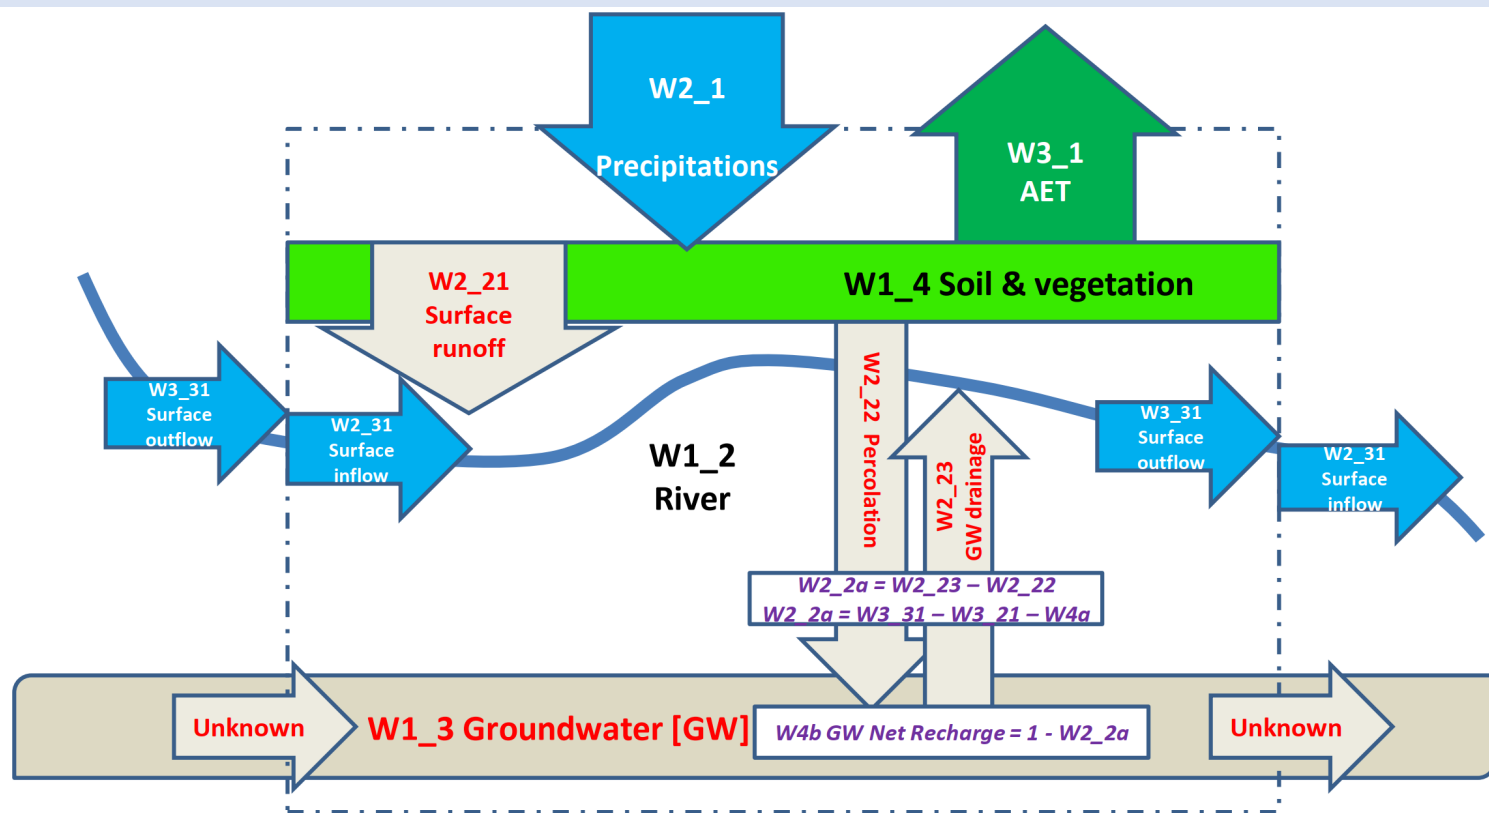 W2_1
Precipitations
W3_1
AET
W2_21
Surface
runoff
W1_4 Soil & vegetation
W3_31
Surface
outflow
W2_31
Surface
inflow
W1_2
River
W2_22 Percolation
W2_23
GW drainage
W3_31
Surface
outflow
W2_31
Surface
inflow
W2_2a = W2_23 – W2_22
W2_2a = W3_31 – W3_21 – W4a
Unknown
W1_3 Groundwater [GW]
W4b GW Net Recharge = 1 - W2_2a
Unknown